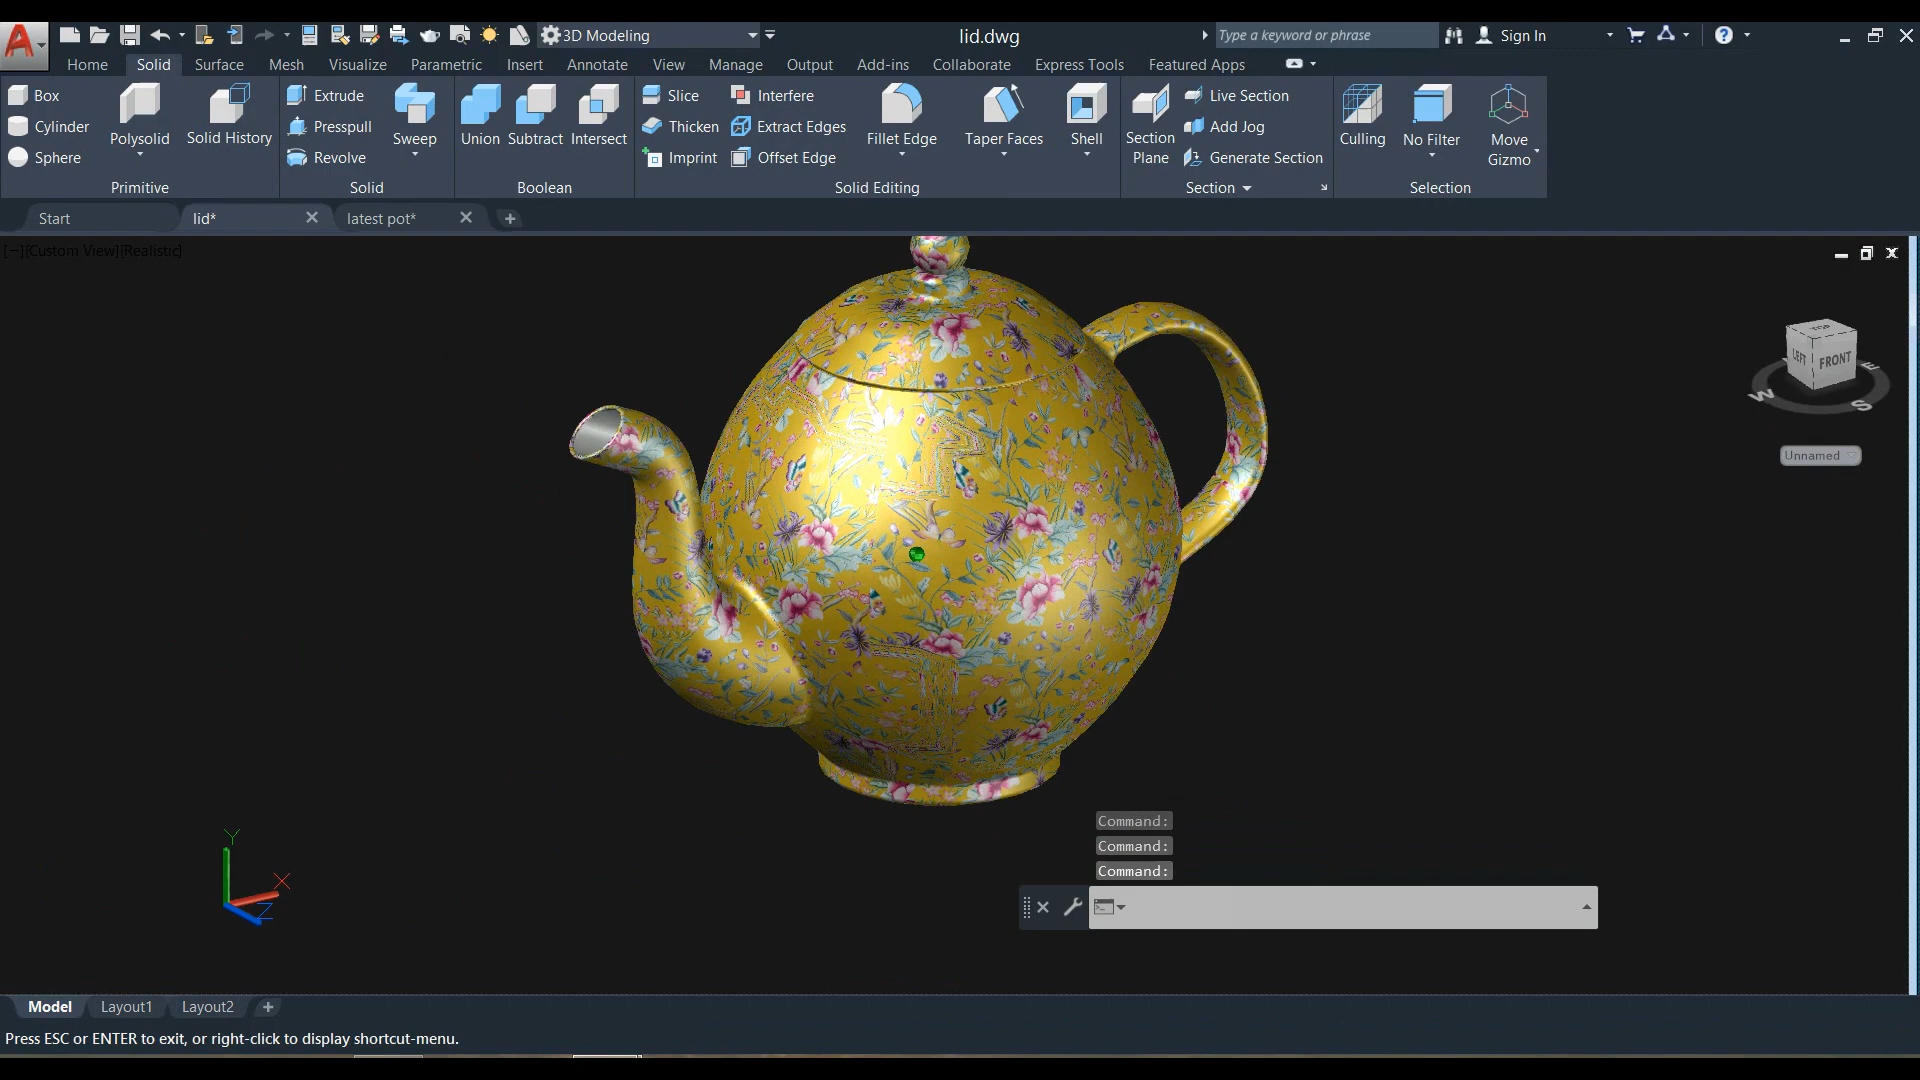 3D Modeling
lid.dwg
Type a keyword or phrase
Sign In
Home Solid Surface Mesh Visualize Parametric Insert Annotate View Manage Output Add-ins Collaborate Express Tools Featured Apps
Box
Cylinder
Sphere
Polysolid
Solid History
Primitive
Extrude
Presspull
Revolve
Sweep
Solid
Union
Subtract
Intersect
Boolean
Slice
Thicken
Imprint
Interfere
Extract Edges
Offset Edge
Fillet Edge
Taper Faces
Shell
Solid Editing
Section
Plane
Live Section
Add Jog
Generate Section
Section
Culling
No Filter
Move
Gizmo
Selection
Start
lid*
latest pot*
[−][Custom View][Realistic]
TOP
LEFT
FRONT
W
S
E
Unnamed
Y
X
Z
Command:
Command:
Command:
Model
Layout1
Layout2
Press ESC or ENTER to exit, or right-click to display shortcut-menu.